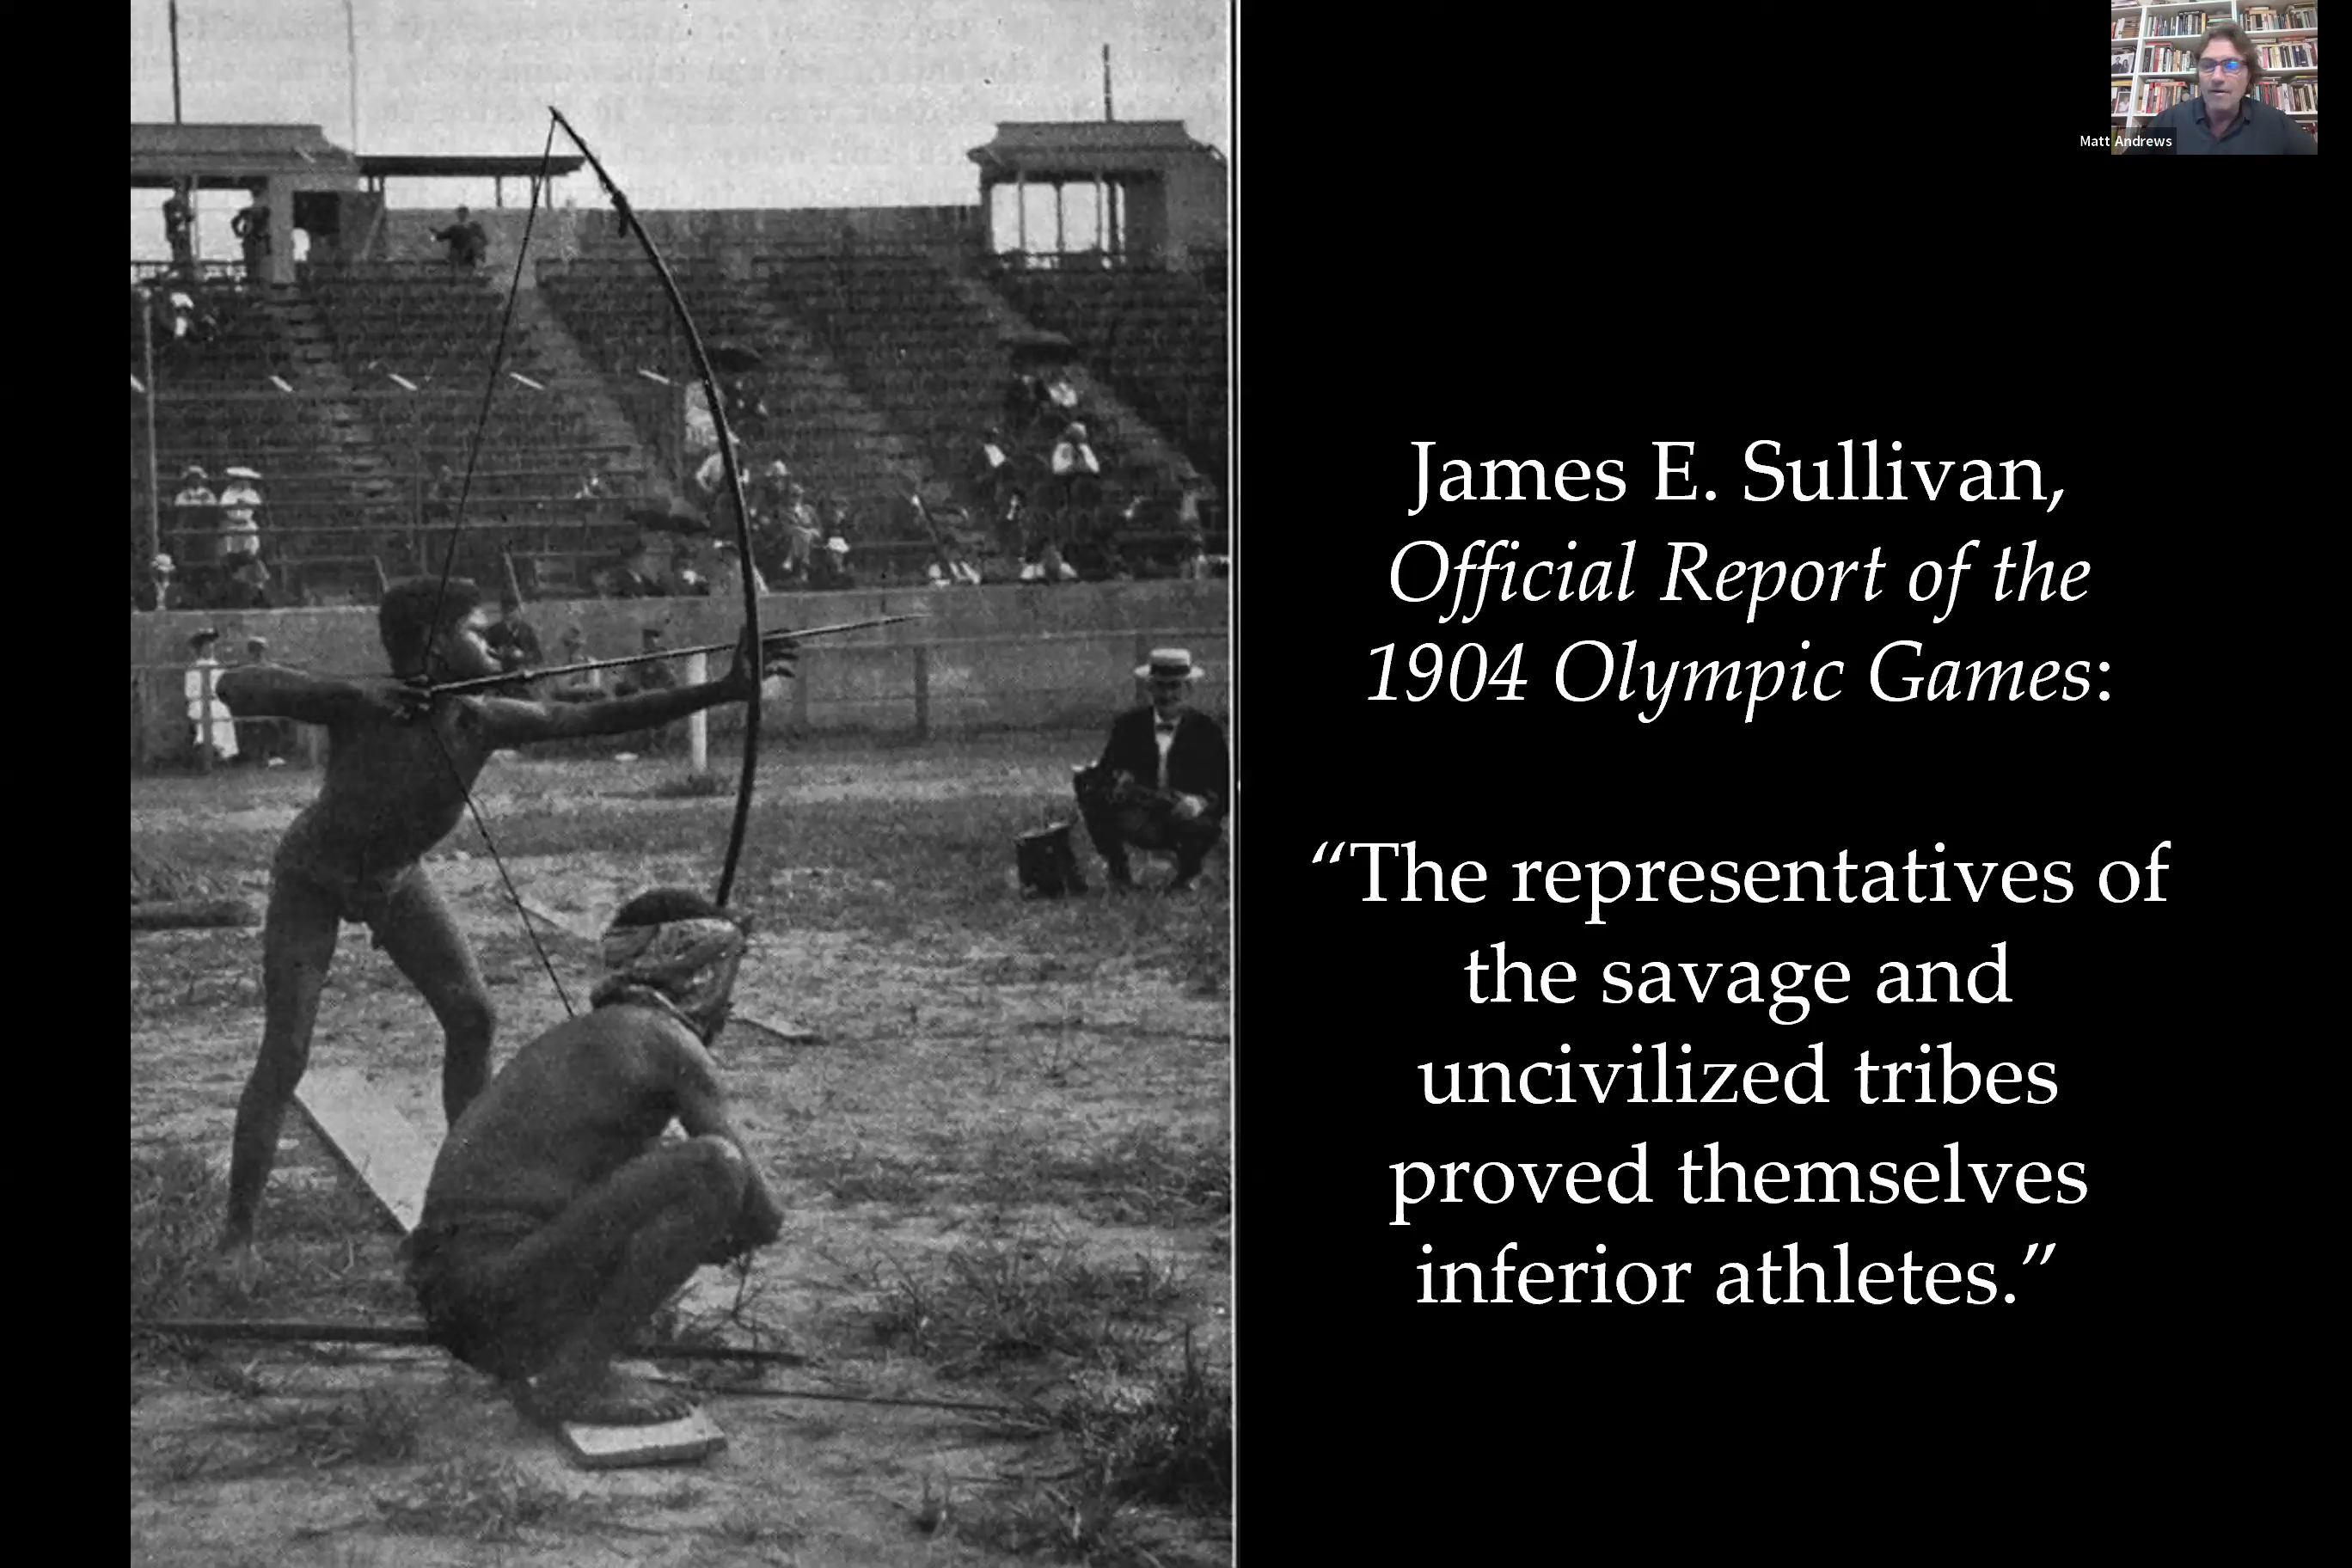 Matt Andrews
James E. Sullivan,
Official Report of the
1904 Olympic Games:
“The representatives of
the savage and
uncivilized tribes
proved themselves
inferior athletes.”